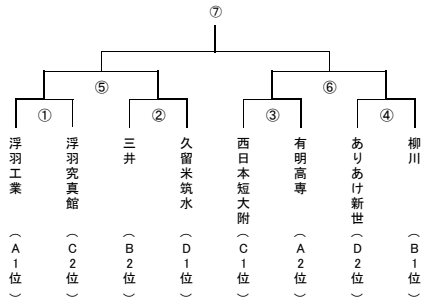 ⑦
⑤
⑥
①
②
③
④
浮羽工業（A1位）
浮羽究真館（C2位）
三井（B2位）
久留米筑水（D1位）
西日本短大附（C1位）
有明高専（A2位）
ありあけ新世（D2位）
柳川（B1位）